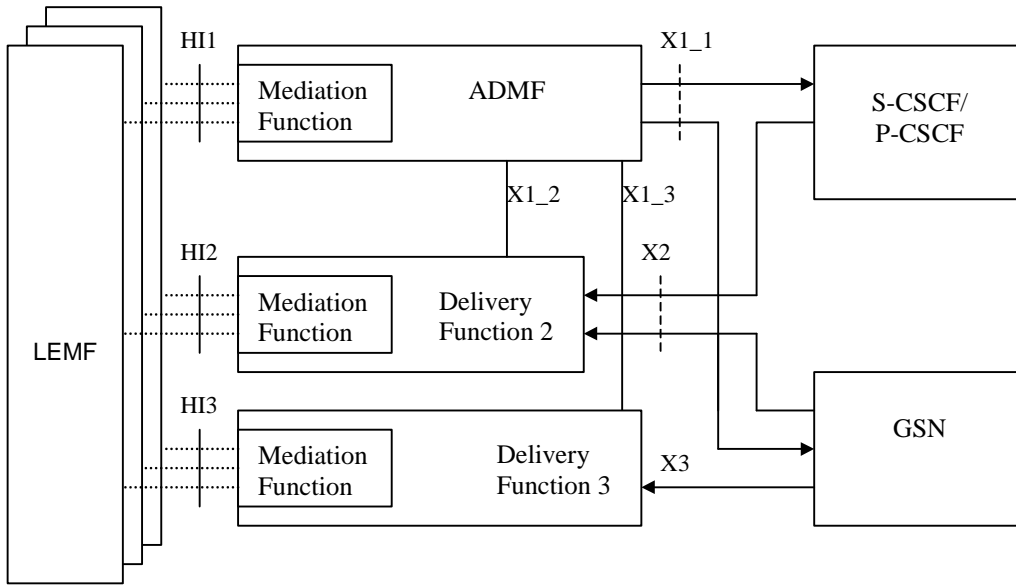 HI1
X1_1
Mediation
Function
ADMF
S-CSCF/
P-CSCF
X1_2
X1_3
HI2
X2
Mediation
Function
Delivery
Function 2
LEMF
HI3
GSN
Mediation
Function
Delivery
Function 3
X3